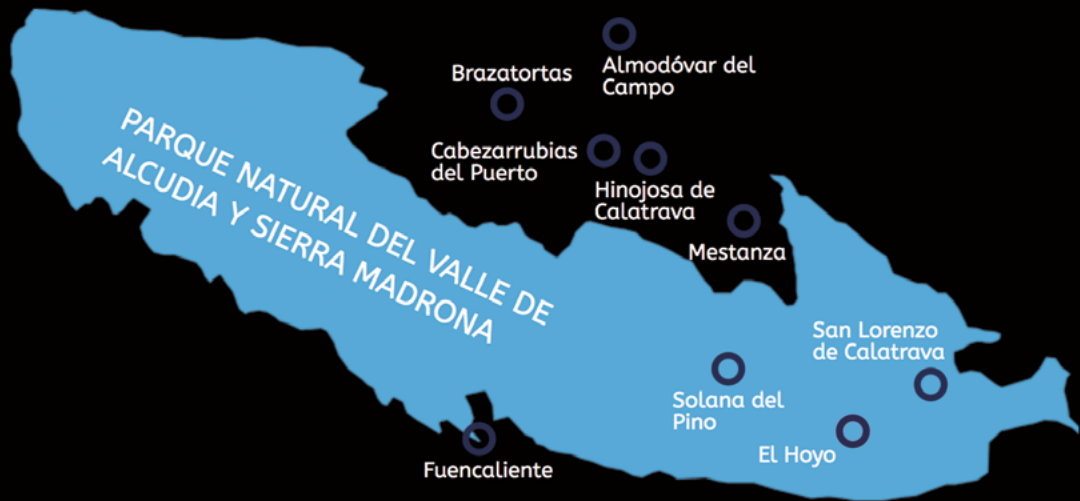 Almodóvar del
Campo
Brazatortas
Cabezarrubias
del Puerto
Hinojosa de
Calatrava
Mestanza
PARQUE NATURAL DEL VALLE DE
ALCUDIA Y SIERRA MADRONA
San Lorenzo
de Calatrava
Solana del
Pino
El Hoyo
Fuencaliente